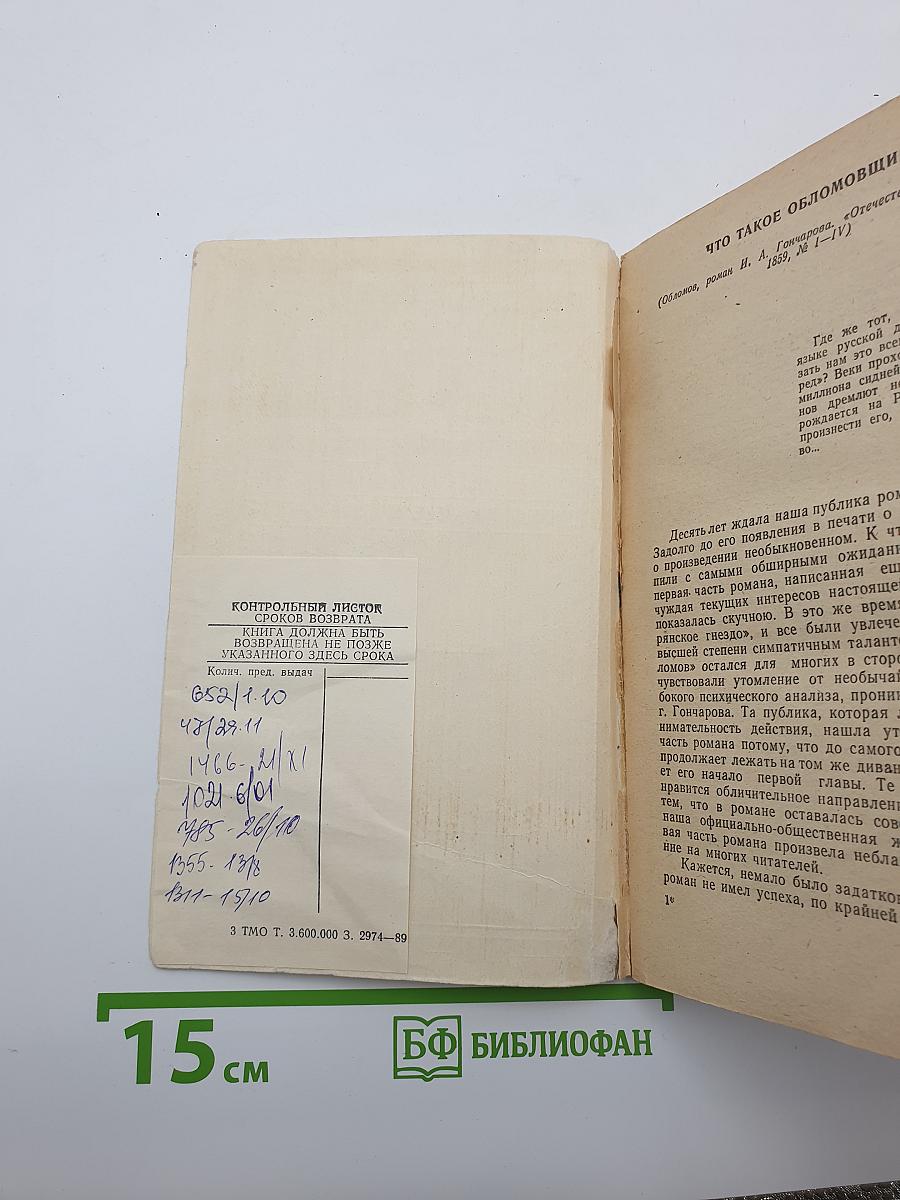 КОНТРОЛЬНЫЙ ЛИСТОК
СРОКОВ ВОЗВРАТА
КНИГА ДОЛЖНА БЫТЬ
ВОЗВРАЩЕНА НЕ ПОЗЖЕ
УКАЗАННОГО ЗДЕСЬ СРОКА
Колич. пред. выдач
652/1.10
47/29.11
1466-21/XI
1021.6/01
785-26/10
1355-13/8
1311-15/10
3 ТМО Т. 3.600.000 З. 2974—89
ЧТО ТАКОЕ ОБЛОМОВЩИ
(Обломов, роман И. А. Гончарова. «Отечесте
1859, № I—IV)
Где же тот,
языке русской д
зать нам это все
ред»? Веки прохо
миллиона сидней
нов дремлют не
рождается на Р
произнести его,
во...
Десять лет ждала наша публика ром
Задолго до его появления в печати о
о произведении необыкновенном. К чт
пили с самыми обширными ожидани
первая часть романа, написанная ещ
чуждая текущих интересов настояще
показалась скучною. В это же время
рянское гнездо», и все были увлече
высшей степени симпатичным талант
ломов» остался для многих в сторо
чувствовали утомление от необычай
бокого психического анализа, прони
г. Гончарова. Та публика, которая л
нимательность действия, нашла ут
часть романа потому, что до самого
продолжает лежать на том же диван
ет его начало первой главы. Те
нравится обличительное направлени
тем, что в романе оставалась сов
наша официально-общественная ж
вая часть романа произвела небла
ние на многих читателей.
Кажется, немало было задатков
роман не имел успеха, по крайней
1*
15 см
БФ БИБЛИОФАН